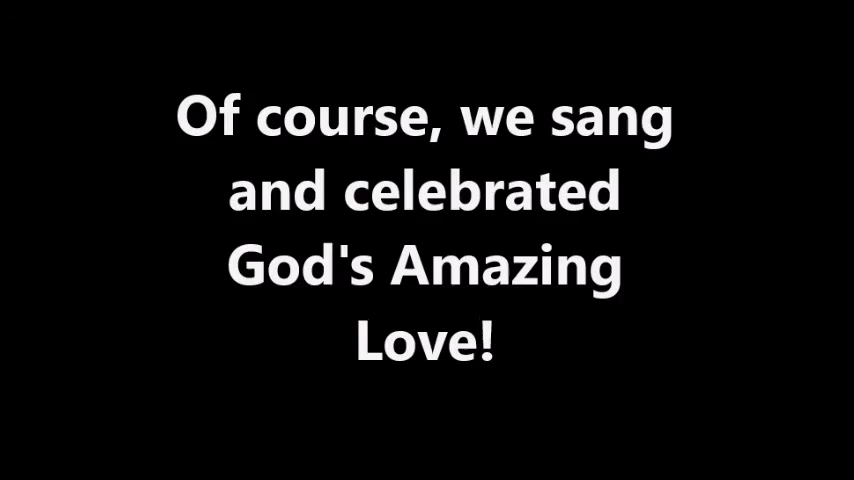 Of course, we sang
and celebrated
God's Amazing
Love!